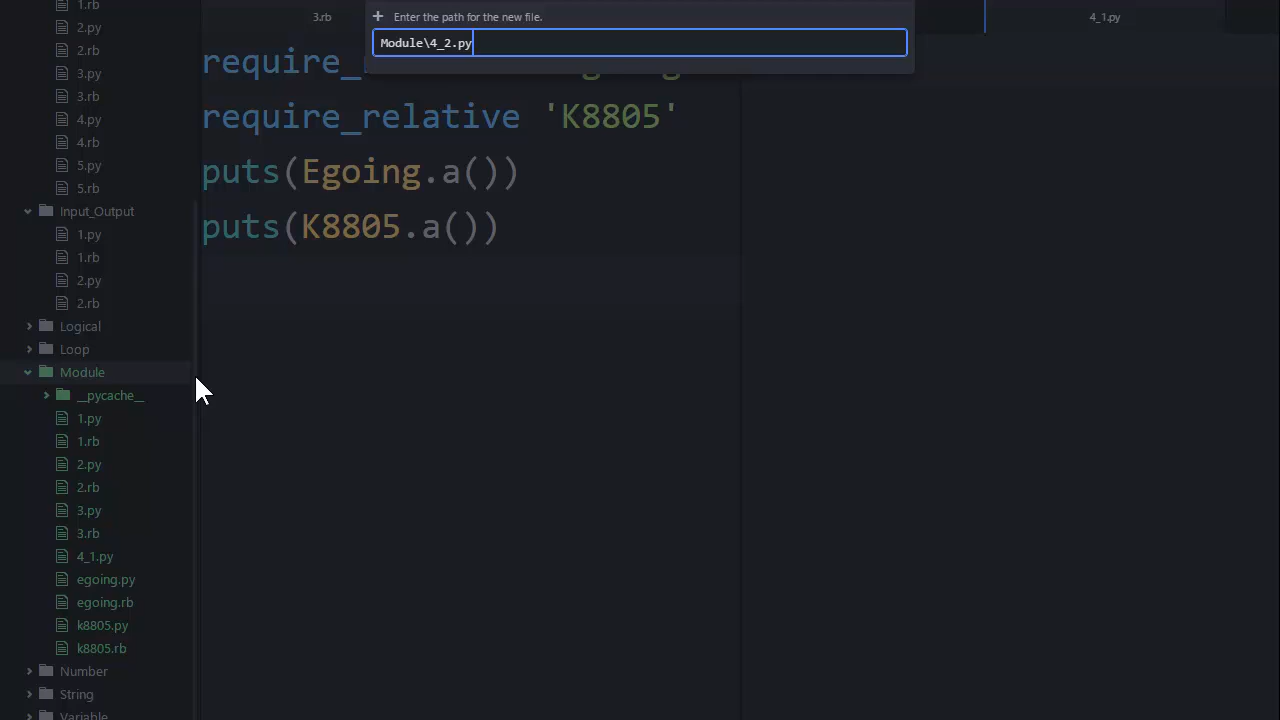 1.rb
2.py
2.rb
3.py
3.rb
4.py
4.rb
5.py
5.rb
Input_Output
1.py
1.rb
2.py
2.rb
Logical
Loop
Module
__pycache__
1.py
1.rb
2.py
2.rb
3.py
3.rb
4_1.py
egoing.py
egoing.rb
k8805.py
k8805.rb
Number
String
Variable
3.rb
4_1.py
Enter the path for the new file.
Module\4_2.py
require_
require_relative 'K8805'
puts(Egoing.a())
puts(K8805.a())